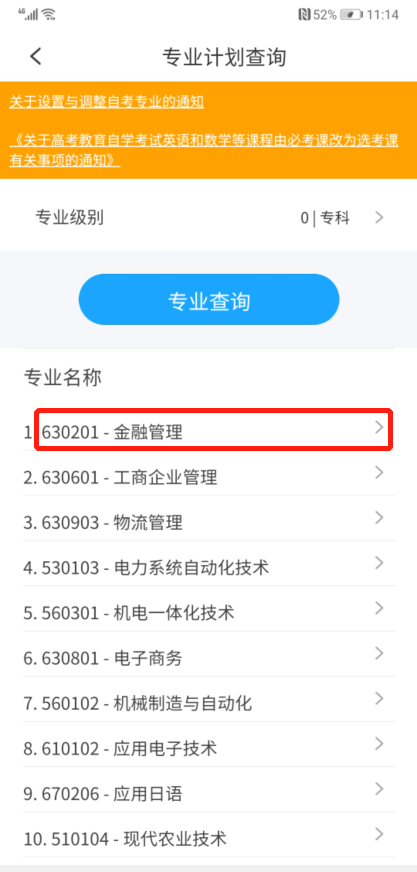 4G 52% 11:14
专业计划查询
关于设置与调整自考专业的通知
《关于高考教育自学考试英语和数学等课程由必考课改为选考课
有关事项的通知》
专业级别 0 | 专科
专业查询
专业名称
1. 630201 - 金融管理
2. 630601 - 工商企业管理
3. 630903 - 物流管理
4. 530103 - 电力系统自动化技术
5. 560301 - 机电一体化技术
6. 630801 - 电子商务
7. 560102 - 机械制造与自动化
8. 610102 - 应用电子技术
9. 670206 - 应用日语
10. 510104 - 现代农业技术